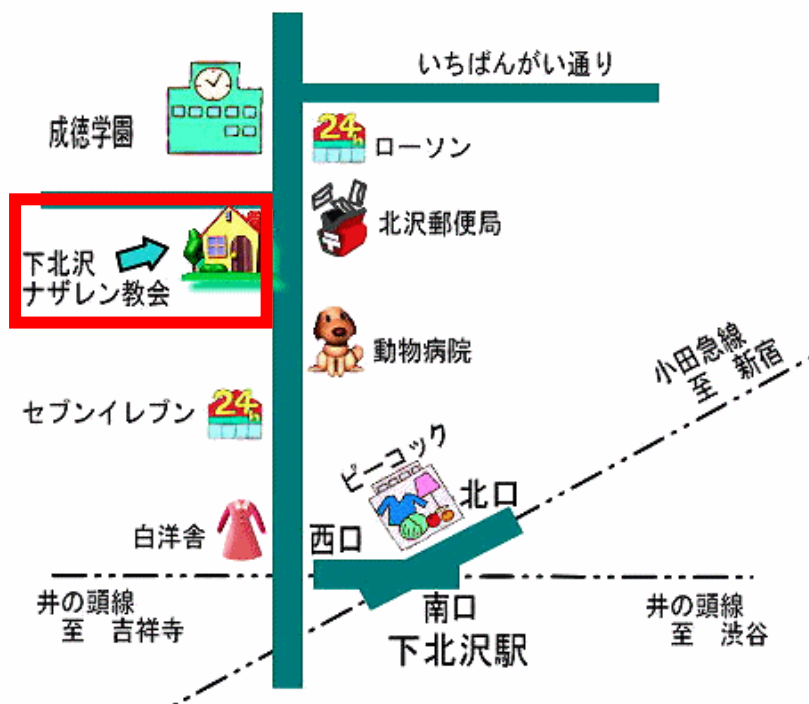 いちばんがい通り
成徳学園
24h
ローソン
北沢郵便局
下北沢
ナザレン教会
動物病院
小田急線
至 新宿
セブンイレブン
24h
ピーコック
北口
白洋舎
西口
井の頭線
至 吉祥寺
南口
下北沢駅
井の頭線
至 渋谷